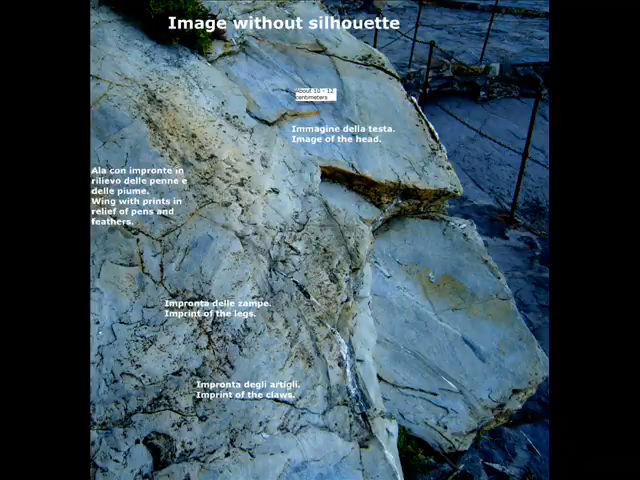 Image without silhouette
About 10 - 12
centimeters
Immagine della testa.
Image of the head.
Ala con impronte in
rilievo delle penne e
delle piume.
Wing with prints in
relief of pens and
feathers.
Impronta delle zampe.
Imprint of the legs.
Impronta degli artigli.
Imprint of the claws.